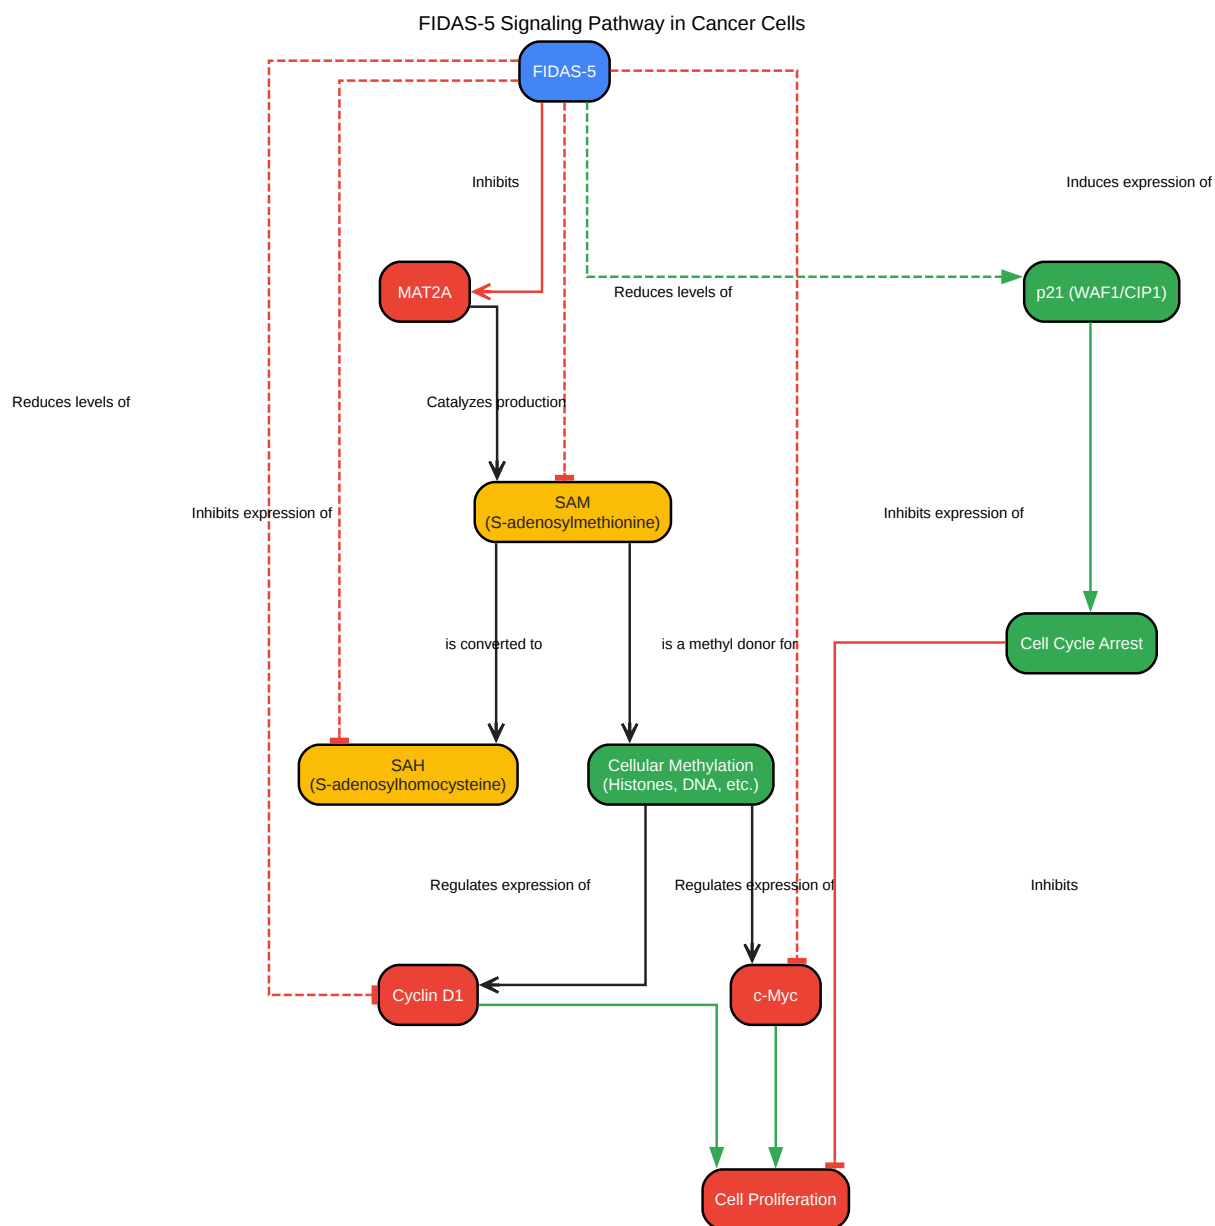 FIDAS-5 Signaling Pathway in Cancer Cells
FIDAS-5
Inhibits
Induces expression of
MAT2A
Reduces levels of
p21 (WAF1/CIP1)
Reduces levels of
Catalyzes production
SAM
(S-adenosylmethionine)
Inhibits expression of
Inhibits expression of
is converted to
is a methyl donor for
Cell Cycle Arrest
SAH
(S-adenosylhomocysteine)
Cellular Methylation
(Histones, DNA, etc.)
Regulates expression of
Regulates expression of
Inhibits
Cyclin D1
c-Myc
Cell Proliferation